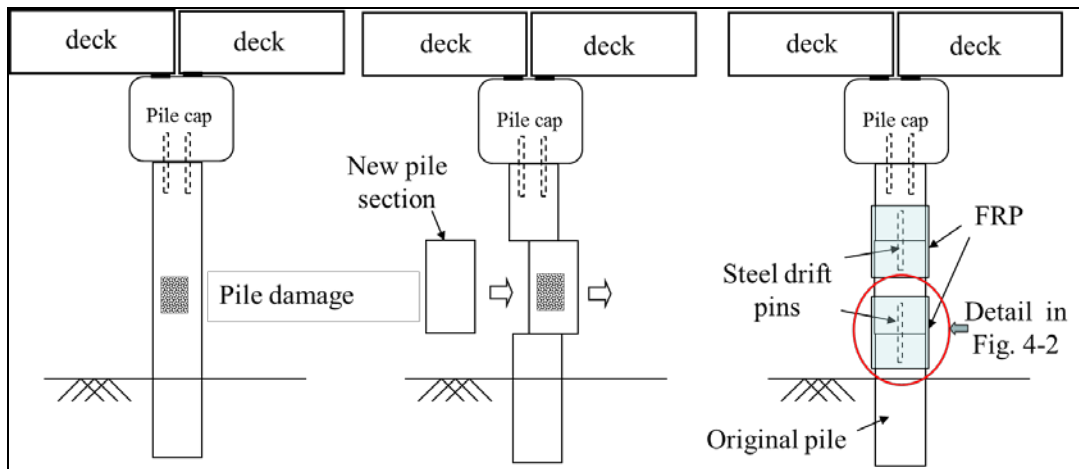 deck
deck
deck
deck
deck
deck
Pile cap
Pile cap
Pile cap
New pile
section
Pile damage
FRP
Steel drift
pins
Detail in
Fig. 4-2
Original pile